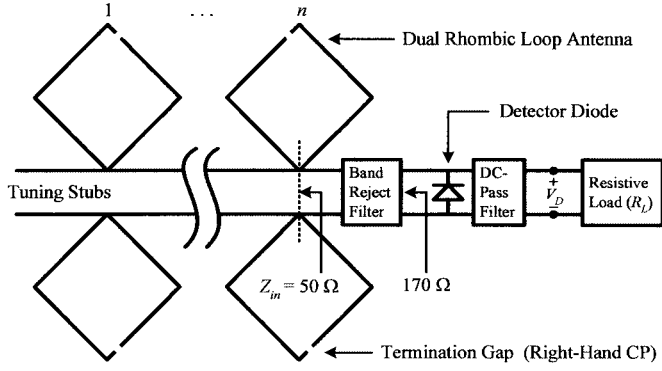 1 ... n
Dual Rhombic Loop Antenna
Detector Diode
Tuning Stubs
Band
Reject
Filter
DC-
Pass
Filter
+
V_D
–
Resistive
Load (R_L)
Z_in = 50 Ω
170 Ω
Termination Gap (Right-Hand CP)